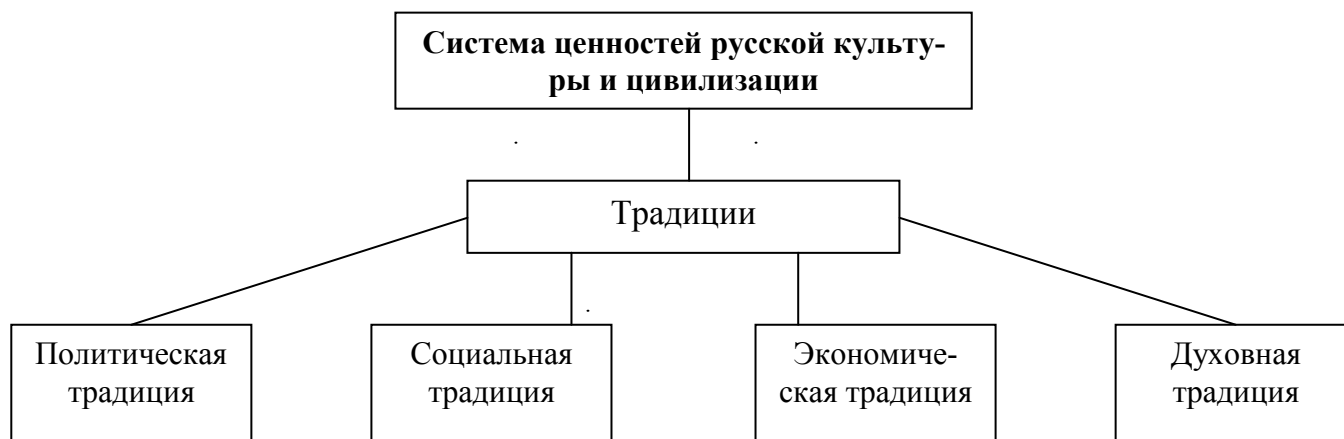 Система ценностей русской культу-
ры и цивилизации
Традиции
Политическая
традиция
Социальная
традиция
Экономиче-
ская традиция
Духовная
традиция